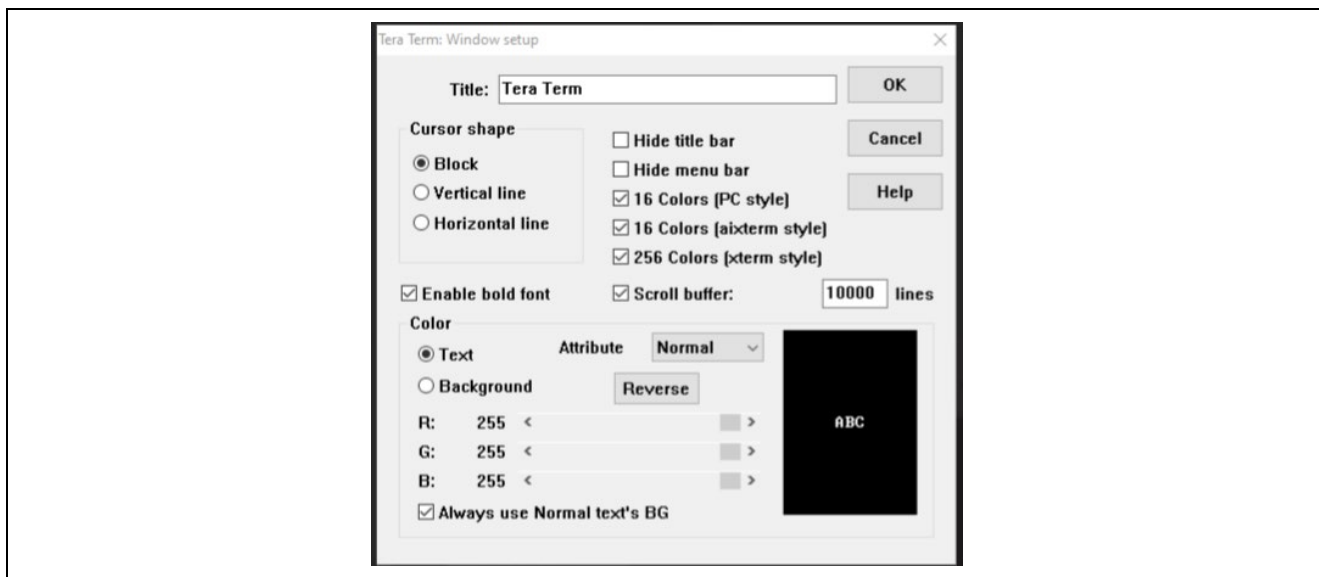 Tera Term: Window setup
Title: Tera Term
OK
Cursor shape
Block
Vertical line
Horizontal line
Hide title bar
Hide menu bar
16 Colors (PC style)
16 Colors (aixterm style)
256 Colors (xterm style)
Cancel
Help
Enable bold font
Scroll buffer: 10000 lines
Color
Text
Background
Attribute Normal
Reverse
R: 255 < >
G: 255 < >
B: 255 < >
Always use Normal text's BG
ABC